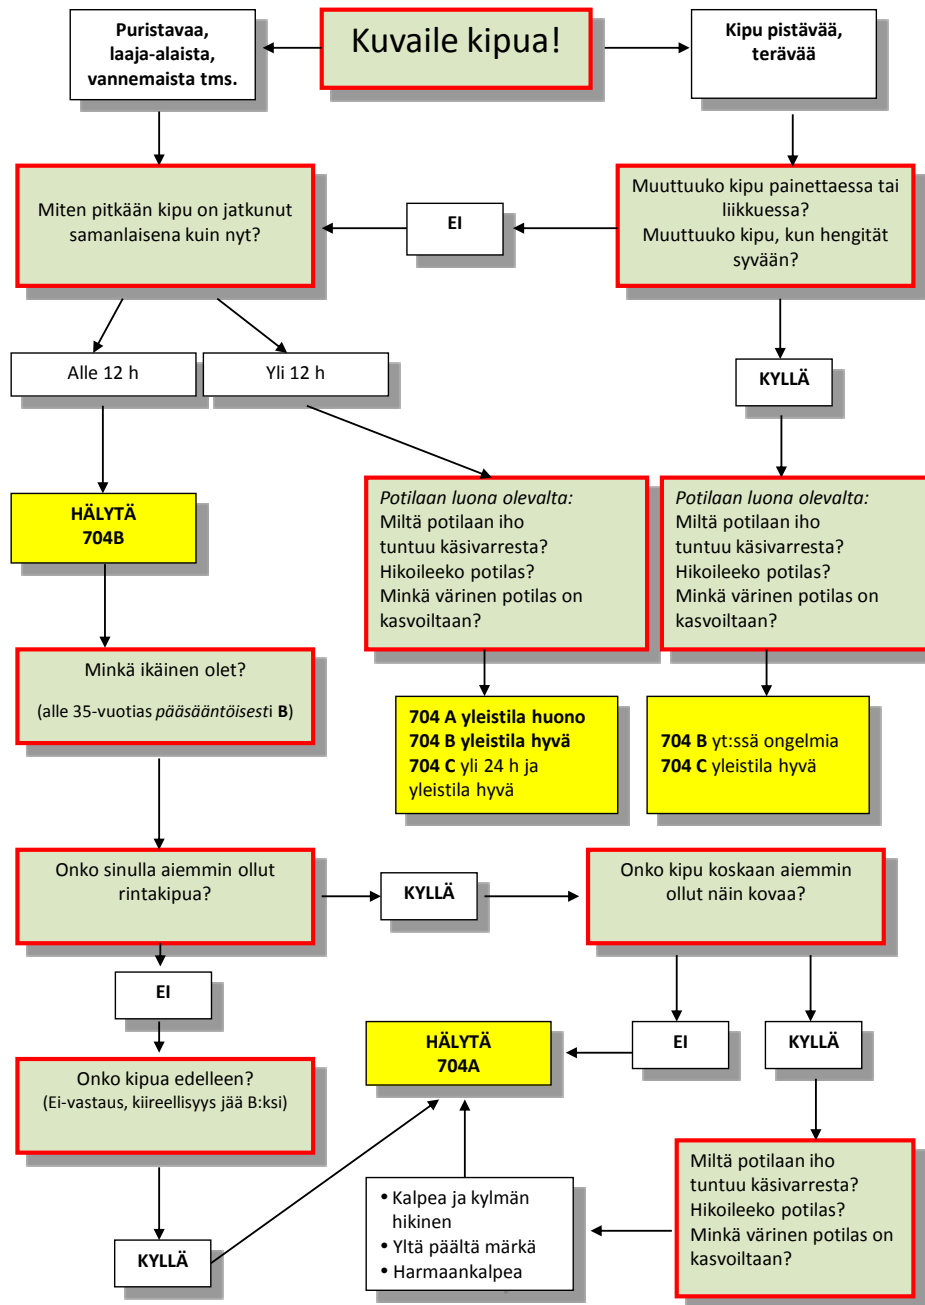 Kuvaile kipua!
Puristavaa,
laaja-alaista,
vannemaista tms.
Kipu pistävää,
terävää
Miten pitkään kipu on jatkunut
samanlaisena kuin nyt?
EI
Muuttuuko kipu painettaessa tai
liikkuessa?
Muuttuuko kipu, kun hengität
syvään?
Alle 12 h
Yli 12 h
KYLLÄ
HÄLYTÄ
704B
Potilaan luona olevalta:
Miltä potilaan iho
tuntuu käsivarresta?
Hikoileeko potilas?
Minkä värinen potilas on
kasvoiltaan?
Potilaan luona olevalta:
Miltä potilaan iho
tuntuu käsivarresta?
Hikoileeko potilas?
Minkä värinen potilas on
kasvoiltaan?
Minkä ikäinen olet?
(alle 35-vuotias pääsääntöisesti B)
704 A yleistila huono
704 B yleistila hyvä
704 C yli 24 h ja
yleistila hyvä
704 B yt:ssä ongelmia
704 C yleistila hyvä
Onko sinulla aiemmin ollut
rintakipua?
KYLLÄ
Onko kipu koskaan aiemmin
ollut näin kovaa?
EI
HÄLYTÄ
704A
EI
KYLLÄ
Onko kipua edelleen?
(Ei-vastaus, kiireellisyys jää B:ksi)
KYLLÄ
• Kalpea ja kylmän
hikinen
• Yltä päältä märkä
• Harmaankalpea
Miltä potilaan iho
tuntuu käsivarresta?
Hikoileeko potilas?
Minkä värinen potilas on
kasvoiltaan?